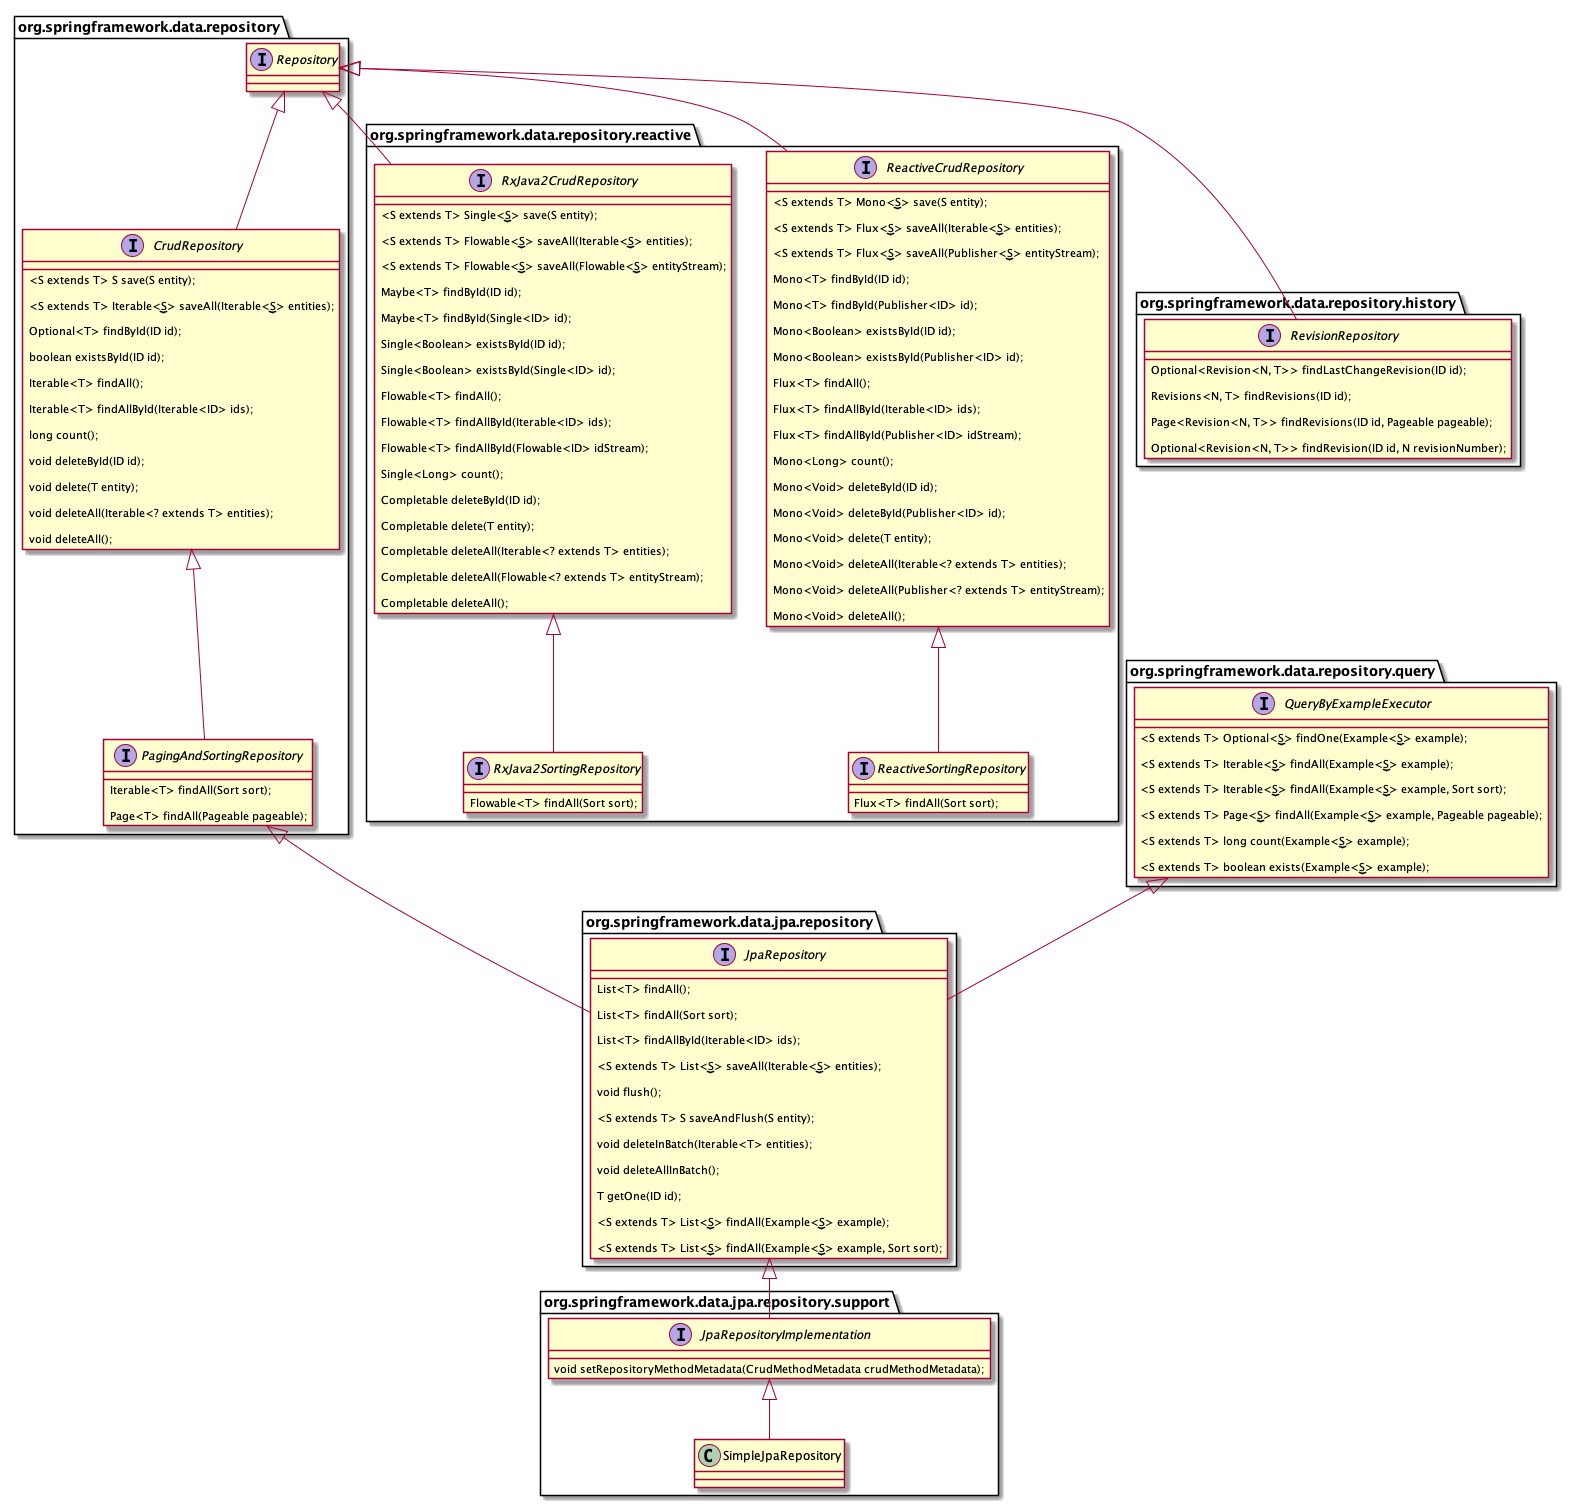 org.springframework.data.repository
I Repository
I CrudRepository
<S extends T> S save(S entity);
<S extends T> Iterable<S> saveAll(Iterable<S> entities);
Optional<T> findById(ID id);
boolean existsById(ID id);
Iterable<T> findAll();
Iterable<T> findAllById(Iterable<ID> ids);
long count();
void deleteById(ID id);
void delete(T entity);
void deleteAll(Iterable<? extends T> entities);
void deleteAll();
I PagingAndSortingRepository
Iterable<T> findAll(Sort sort);
Page<T> findAll(Pageable pageable);
org.springframework.data.repository.reactive
I RxJava2CrudRepository
<S extends T> Single<S> save(S entity);
<S extends T> Flowable<S> saveAll(Iterable<S> entities);
<S extends T> Flowable<S> saveAll(Flowable<S> entityStream);
Maybe<T> findById(ID id);
Maybe<T> findById(Single<ID> id);
Single<Boolean> existsById(ID id);
Single<Boolean> existsById(Single<ID> id);
Flowable<T> findAll();
Flowable<T> findAllById(Iterable<ID> ids);
Flowable<T> findAllById(Flowable<ID> idStream);
Single<Long> count();
Completable deleteById(ID id);
Completable delete(T entity);
Completable deleteAll(Iterable<? extends T> entities);
Completable deleteAll(Flowable<? extends T> entityStream);
Completable deleteAll();
I ReactiveCrudRepository
<S extends T> Mono<S> save(S entity);
<S extends T> Flux<S> saveAll(Iterable<S> entities);
<S extends T> Flux<S> saveAll(Publisher<S> entityStream);
Mono<T> findById(ID id);
Mono<T> findById(Publisher<ID> id);
Mono<Boolean> existsById(ID id);
Mono<Boolean> existsById(Publisher<ID> id);
Flux<T> findAll();
Flux<T> findAllById(Iterable<ID> ids);
Flux<T> findAllById(Publisher<ID> idStream);
Mono<Long> count();
Mono<Void> deleteById(ID id);
Mono<Void> deleteById(Publisher<ID> id);
Mono<Void> delete(T entity);
Mono<Void> deleteAll(Iterable<? extends T> entities);
Mono<Void> deleteAll(Publisher<? extends T> entityStream);
Mono<Void> deleteAll();
I RxJava2SortingRepository
Flowable<T> findAll(Sort sort);
I ReactiveSortingRepository
Flux<T> findAll(Sort sort);
org.springframework.data.repository.history
I RevisionRepository
Optional<Revision<N, T>> findLastChangeRevision(ID id);
Revisions<N, T> findRevisions(ID id);
Page<Revision<N, T>> findRevisions(ID id, Pageable pageable);
Optional<Revision<N, T>> findRevision(ID id, N revisionNumber);
org.springframework.data.repository.query
I QueryByExampleExecutor
<S extends T> Optional<S> findOne(Example<S> example);
<S extends T> Iterable<S> findAll(Example<S> example);
<S extends T> Iterable<S> findAll(Example<S> example, Sort sort);
<S extends T> Page<S> findAll(Example<S> example, Pageable pageable);
<S extends T> long count(Example<S> example);
<S extends T> boolean exists(Example<S> example);
org.springframework.data.jpa.repository
I JpaRepository
List<T> findAll();
List<T> findAll(Sort sort);
List<T> findAllById(Iterable<ID> ids);
<S extends T> List<S> saveAll(Iterable<S> entities);
void flush();
<S extends T> S saveAndFlush(S entity);
void deleteInBatch(Iterable<T> entities);
void deleteAllInBatch();
T getOne(ID id);
<S extends T> List<S> findAll(Example<S> example);
<S extends T> List<S> findAll(Example<S> example, Sort sort);
org.springframework.data.jpa.repository.support
I JpaRepositoryImplementation
void setRepositoryMethodMetadata(CrudMethodMetadata crudMethodMetadata);
C SimpleJpaRepository